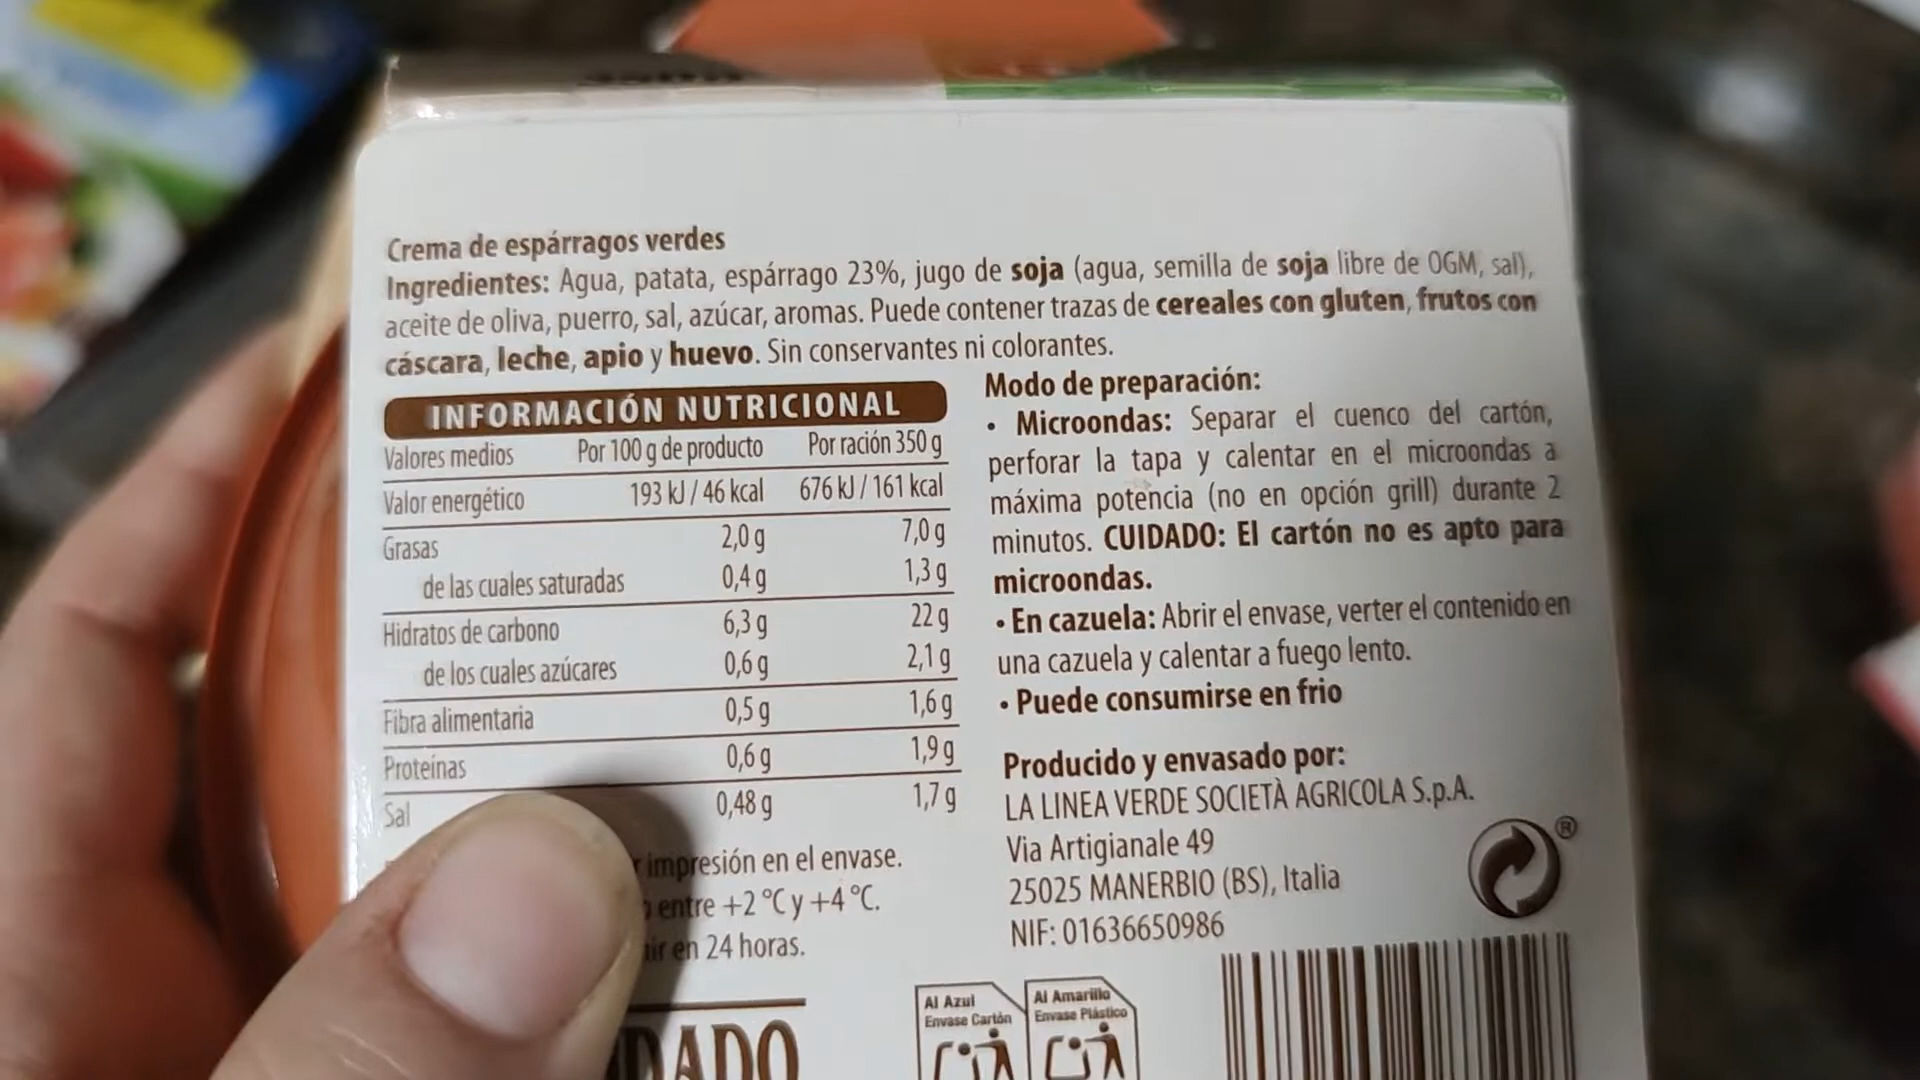 Crema de espárragos verdes
Ingredientes: Agua, patata, espárrago 23%, jugo de soja (agua, semilla de soja libre de OGM, sal),
aceite de oliva, puerro, sal, azúcar, aromas. Puede contener trazas de cereales con gluten, frutos con
cáscara, leche, apio y huevo. Sin conservantes ni colorantes.
INFORMACIÓN NUTRICIONAL
Valores medios Por 100 g de producto Por ración 350 g
Valor energético 193 kJ / 46 kcal 676 kJ / 161 kcal
Grasas 2,0 g 7,0 g
de las cuales saturadas 0,4 g 1,3 g
Hidratos de carbono 6,3 g 22 g
de los cuales azúcares 0,6 g 2,1 g
Fibra alimentaria 0,5 g 1,6 g
Proteínas 0,6 g 1,9 g
Sal 0,48 g 1,7 g
impresión en el envase.
entre +2 °C y +4 °C.
en 24 horas.
Modo de preparación:
• Microondas: Separar el cuenco del cartón,
perforar la tapa y calentar en el microondas a
máxima potencia (no en opción grill) durante 2
minutos. CUIDADO: El cartón no es apto para
microondas.
• En cazuela: Abrir el envase, verter el contenido en
una cazuela y calentar a fuego lento.
• Puede consumirse en frio
Producido y envasado por:
LA LINEA VERDE SOCIETÀ AGRICOLA S.p.A.
Via Artigianale 49
25025 MANERBIO (BS), Italia
NIF: 01636650986
®
Al Azul
Envase Cartón
Al Amarillo
Envase Plástico